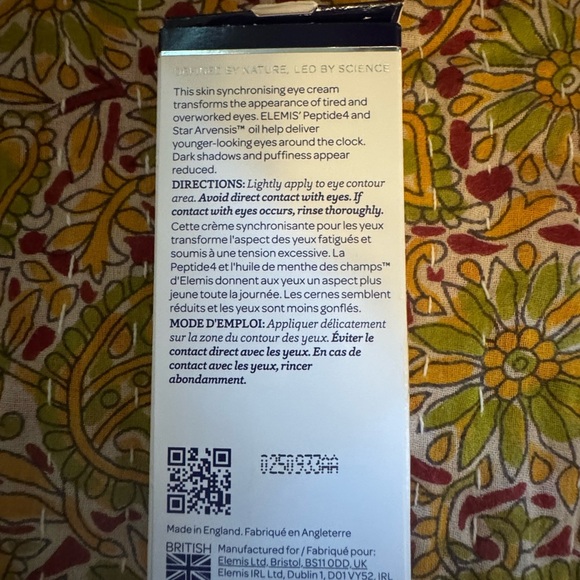 DEFINED BY NATURE, LED BY SCIENCE
This skin synchronising eye cream
transforms the appearance of tired and
overworked eyes. ELEMIS' Peptide4 and
Star Arvensis™ oil help deliver
younger-looking eyes around the clock.
Dark shadows and puffiness appear
reduced.
DIRECTIONS: Lightly apply to eye contour
area. Avoid direct contact with eyes. If
contact with eyes occurs, rinse thoroughly.
Cette crème synchronisante pour les yeux
transforme l'aspect des yeux fatigués et
soumis à une tension excessive. La
Peptide4 et l'huile de menthe des champs™
d'Elemis donnent aux yeux un aspect plus
jeune toute la journée. Les cernes semblent
réduits et les yeux sont moins gonflés.
MODE D'EMPLOI: Appliquer délicatement
sur la zone du contour des yeux. Éviter le
contact direct avec les yeux. En cas de
contact avec les yeux, rincer
abondamment.
0250933AA
Made in England. Fabriqué en Angleterre
BRITISH
Manufactured for / Fabriqué pour:
Elemis Ltd, Bristol, BS11 0DD, UK
Elemis IRL Ltd, Dublin 1, D01 VY52, IRL